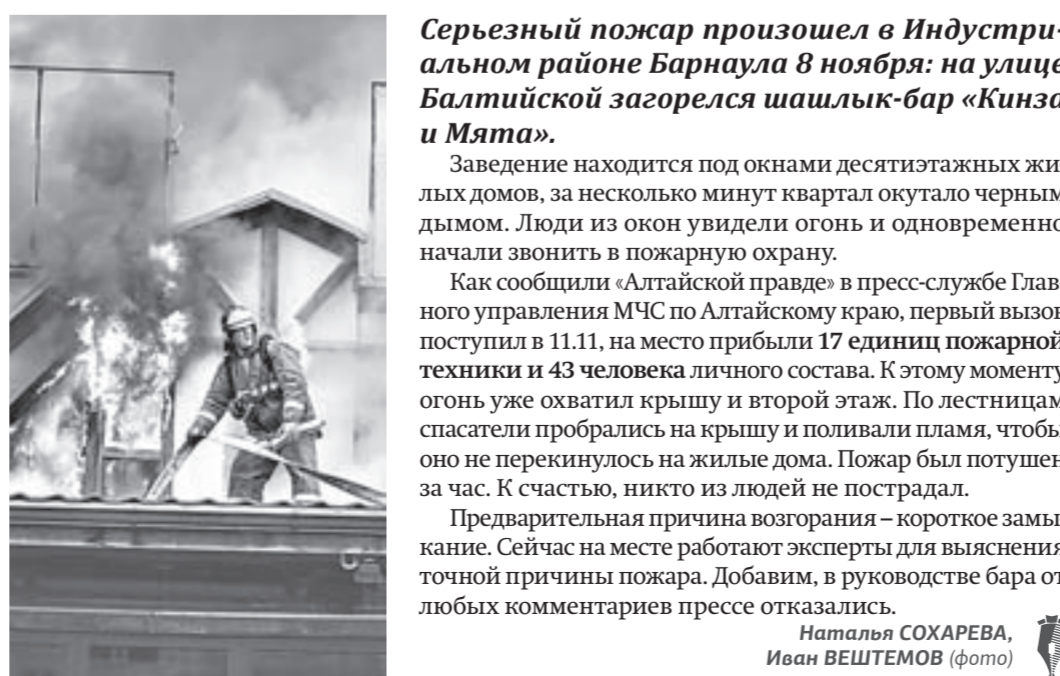 Серьезный пожар произошел в Индустри-
альном районе Барнаула 8 ноября: на улице
Балтийской загорелся шашлык-бар «Кинза
и Мята».
Заведение находится под окнами десятиэтажных жи-
лых домов, за несколько минут квартал окутало черным
дымом. Люди из окон увидели огонь и одновременно
начали звонить в пожарную охрану.
Как сообщили «Алтайской правде» в пресс-службе Глав-
ного управления МЧС по Алтайскому краю, первый вызов
поступил в 11.11, на место прибыли 17 единиц пожарной
техники и 43 человека личного состава. К этому моменту
огонь уже охватил крышу и второй этаж. По лестницам
спасатели пробрались на крышу и поливали пламя, чтобы
оно не перекинулось на жилые дома. Пожар был потушен
за час. К счастью, никто из людей не пострадал.
Предварительная причина возгорания – короткое замы-
кание. Сейчас на месте работают эксперты для выяснения
точной причины пожара. Добавим, в руководстве бара от
любых комментариев прессе отказались.
Наталья СОХАРЕВА,
Иван ВЕШТЕМОВ (фото)